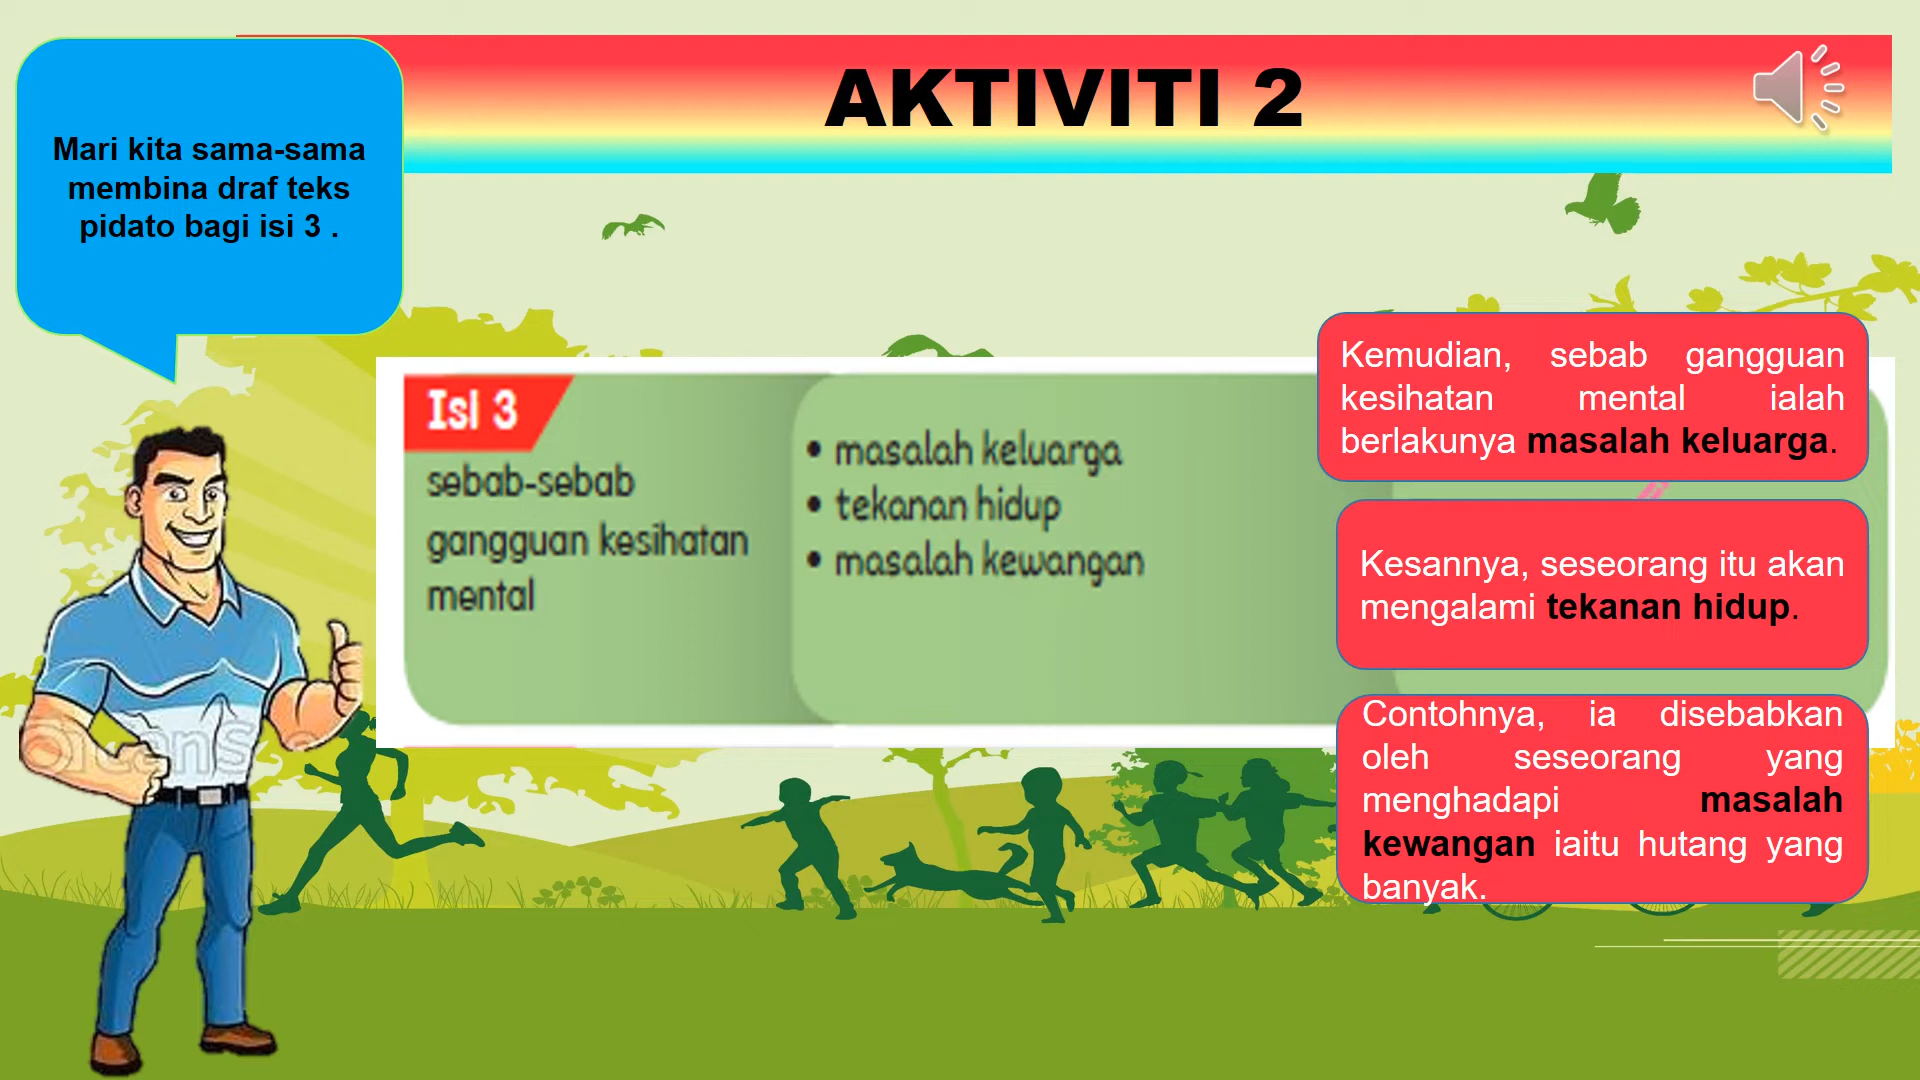 AKTIVITI 2
Mari kita sama-sama
membina draf teks
pidato bagi isi 3 .
Isi 3
sebab-sebab
gangguan kesihatan
mental
• masalah keluarga
• tekanan hidup
• masalah kewangan
Kemudian, sebab gangguan
kesihatan mental ialah
berlakunya masalah keluarga.
Kesannya, seseorang itu akan
mengalami tekanan hidup.
Contohnya, ia disebabkan
oleh seseorang yang
menghadapi masalah
kewangan iaitu hutang yang
banyak.